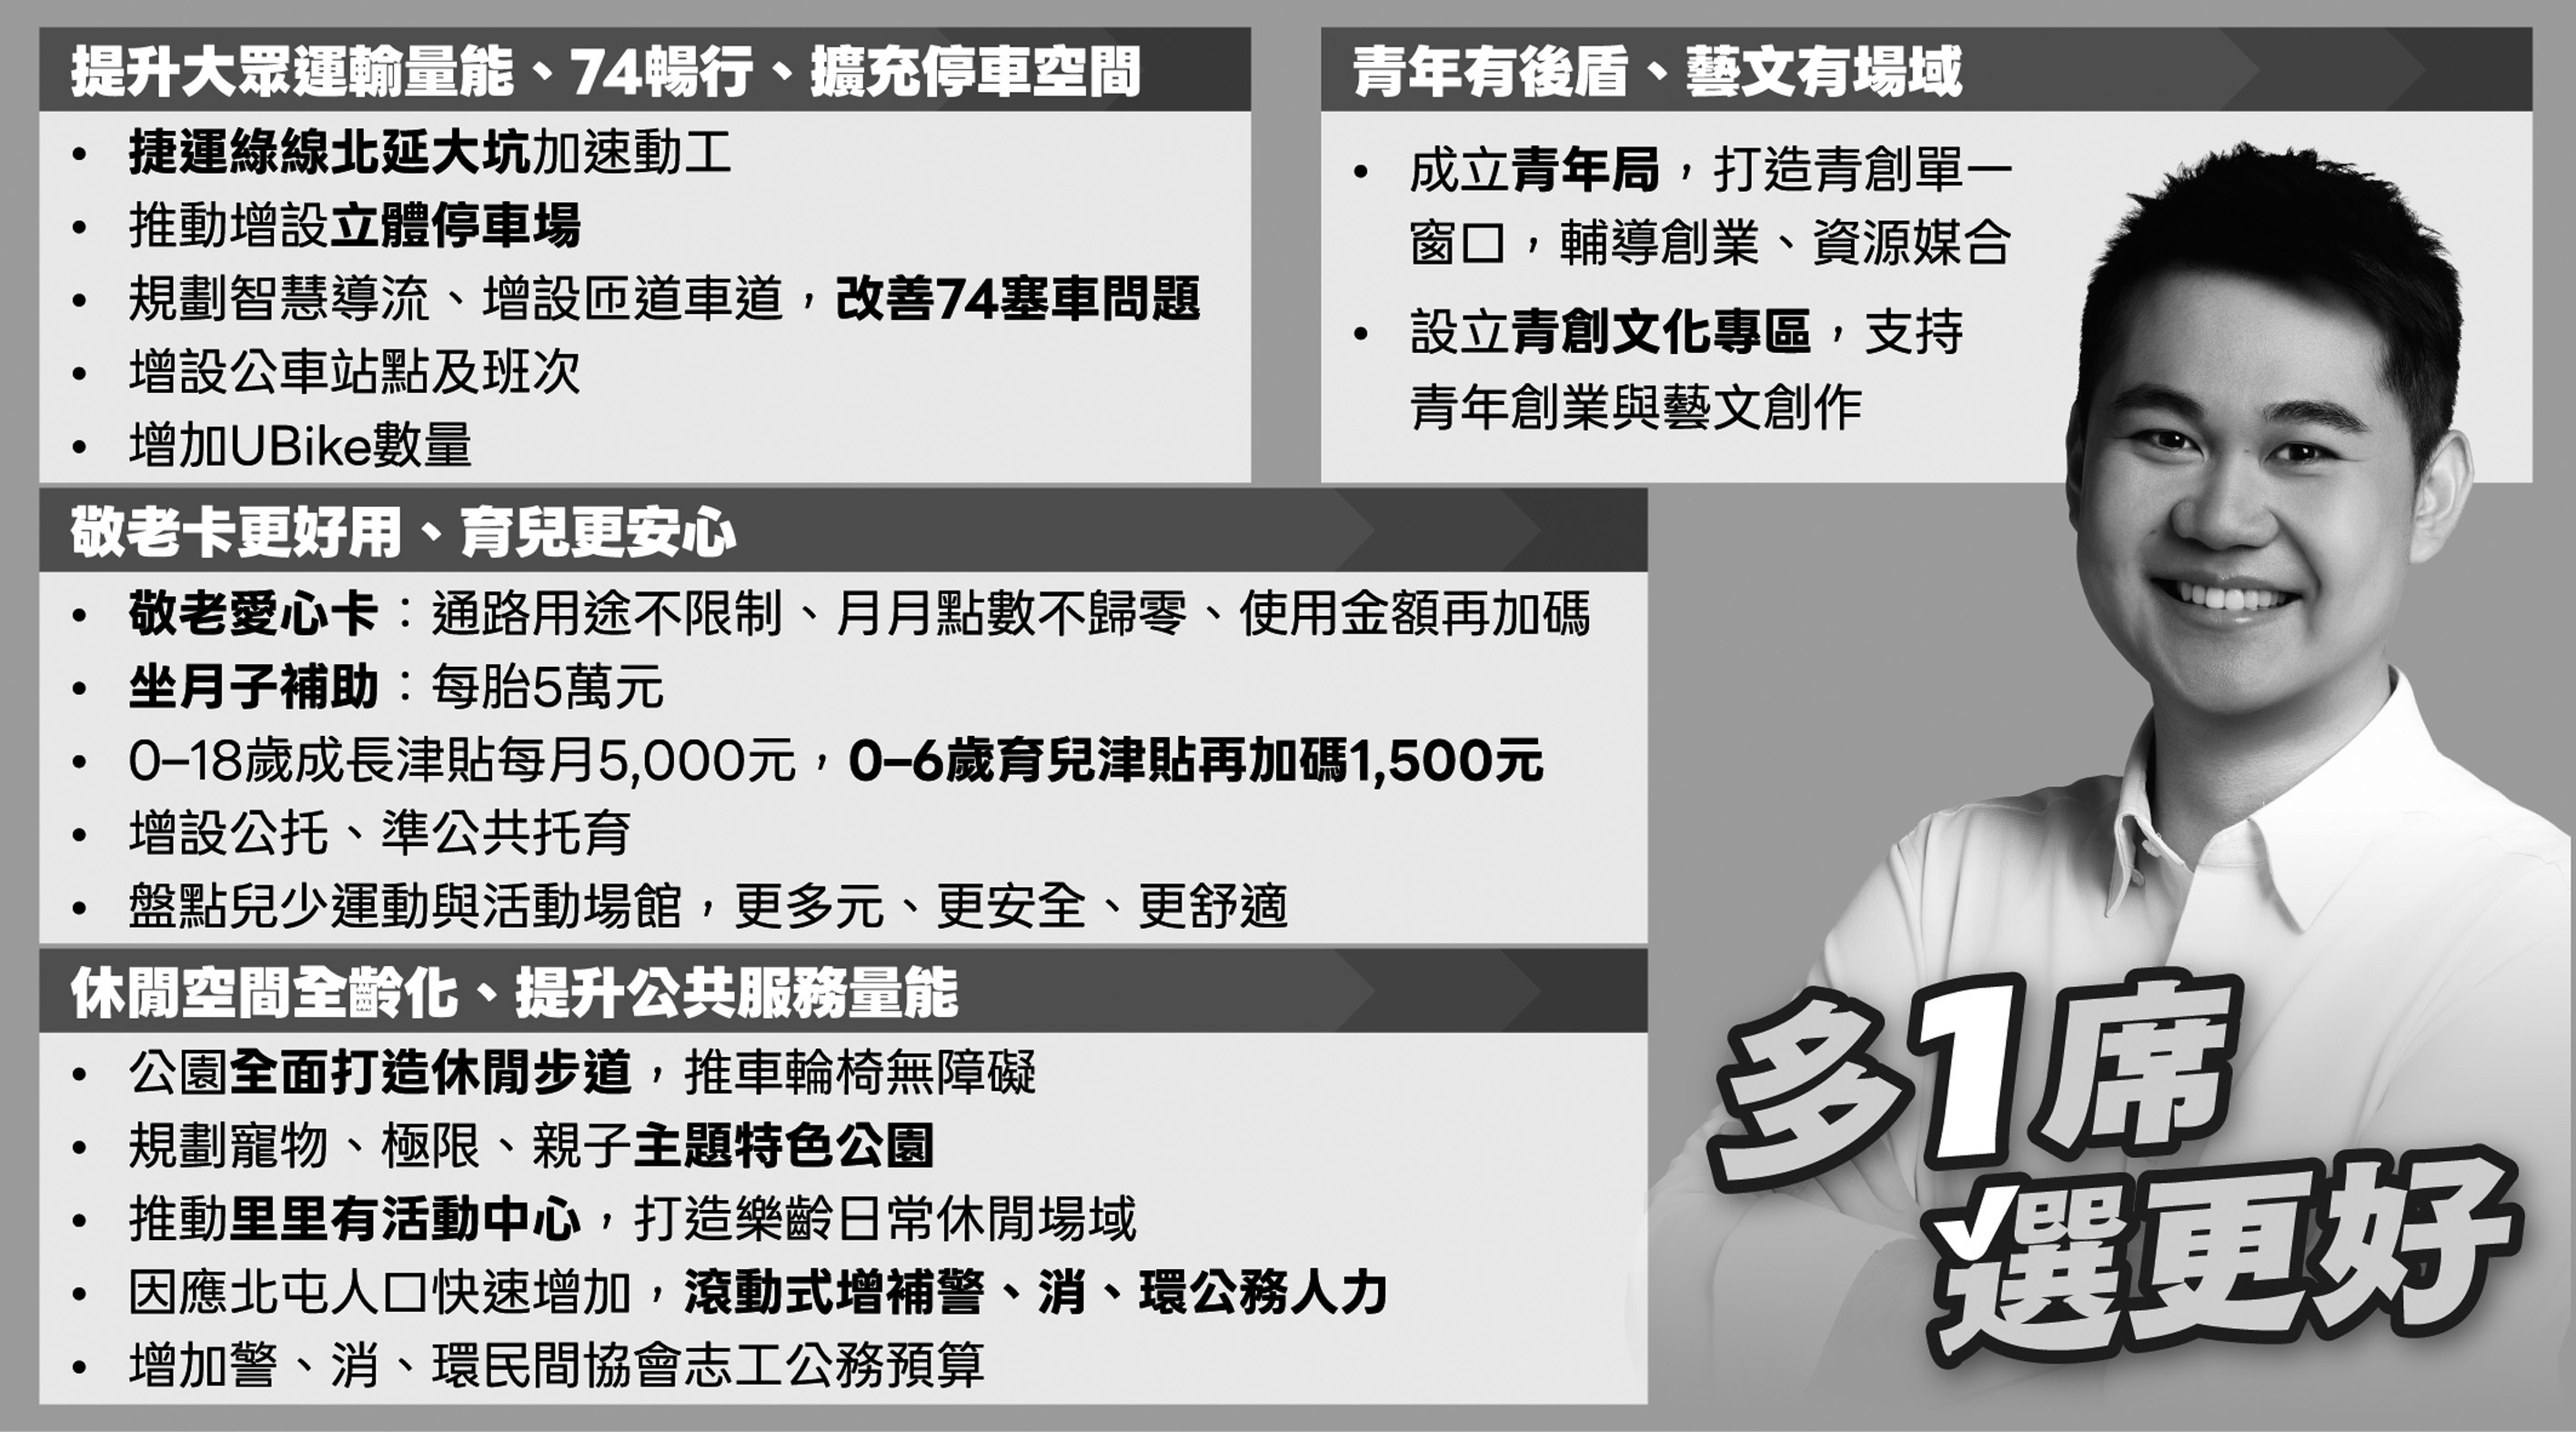 提升大眾運輸量能、74暢行、擴充停車空間
• 捷運綠線北延大坑加速動工
• 推動增設立體停車場
• 規劃智慧導流、增設匝道車道，改善74塞車問題
• 增設公車站點及班次
• 增加UBike數量
青年有後盾、藝文有場域
• 成立青年局，打造青創單一
窗口，輔導創業、資源媒合
• 設立青創文化專區，支持
青年創業與藝文創作
敬老卡更好用、育兒更安心
• 敬老愛心卡：通路用途不限制、月月點數不歸零、使用金額再加碼
• 坐月子補助：每胎5萬元
• 0–18歲成長津貼每月5,000元，0–6歲育兒津貼再加碼1,500元
• 增設公托、準公共托育
• 盤點兒少運動與活動場館，更多元、更安全、更舒適
休閒空間全齡化、提升公共服務量能
• 公園全面打造休閒步道，推車輪椅無障礙
• 規劃寵物、極限、親子主題特色公園
• 推動里里有活動中心，打造樂齡日常休閒場域
• 因應北屯人口快速增加，滾動式增補警、消、環公務人力
• 增加警、消、環民間協會志工公務預算
多1席
選更好